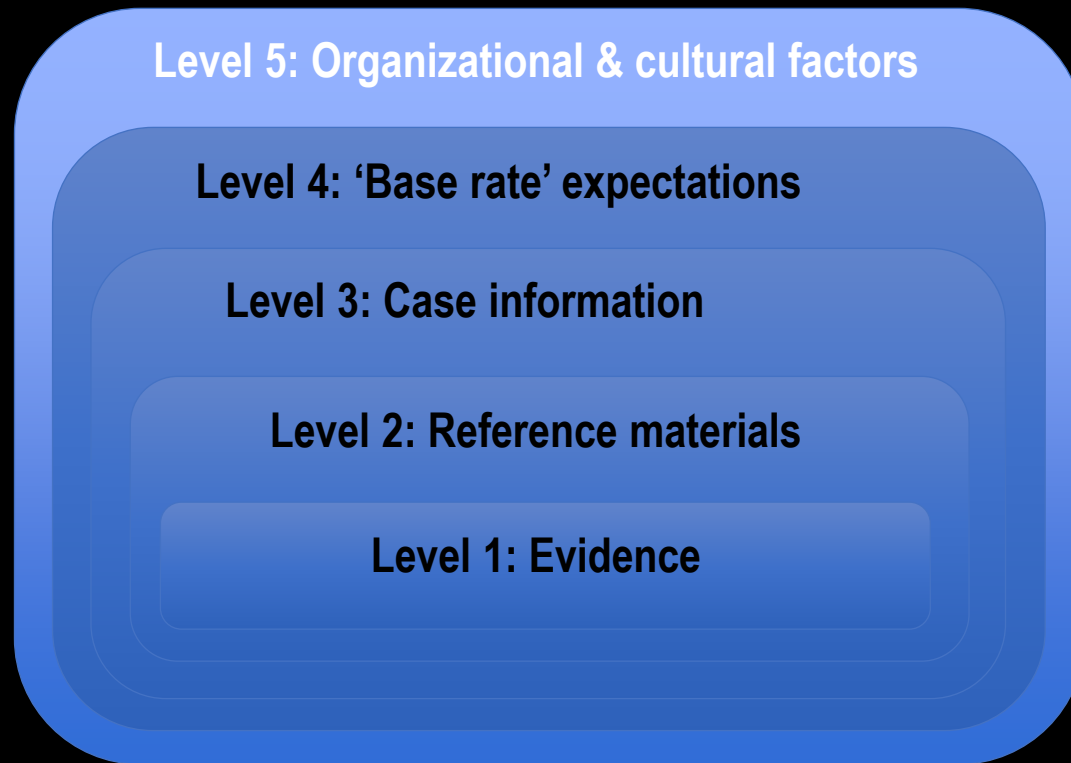 Level 5: Organizational & cultural factors
Level 4: ‘Base rate’ expectations
Level 3: Case information
Level 2: Reference materials
Level 1: Evidence